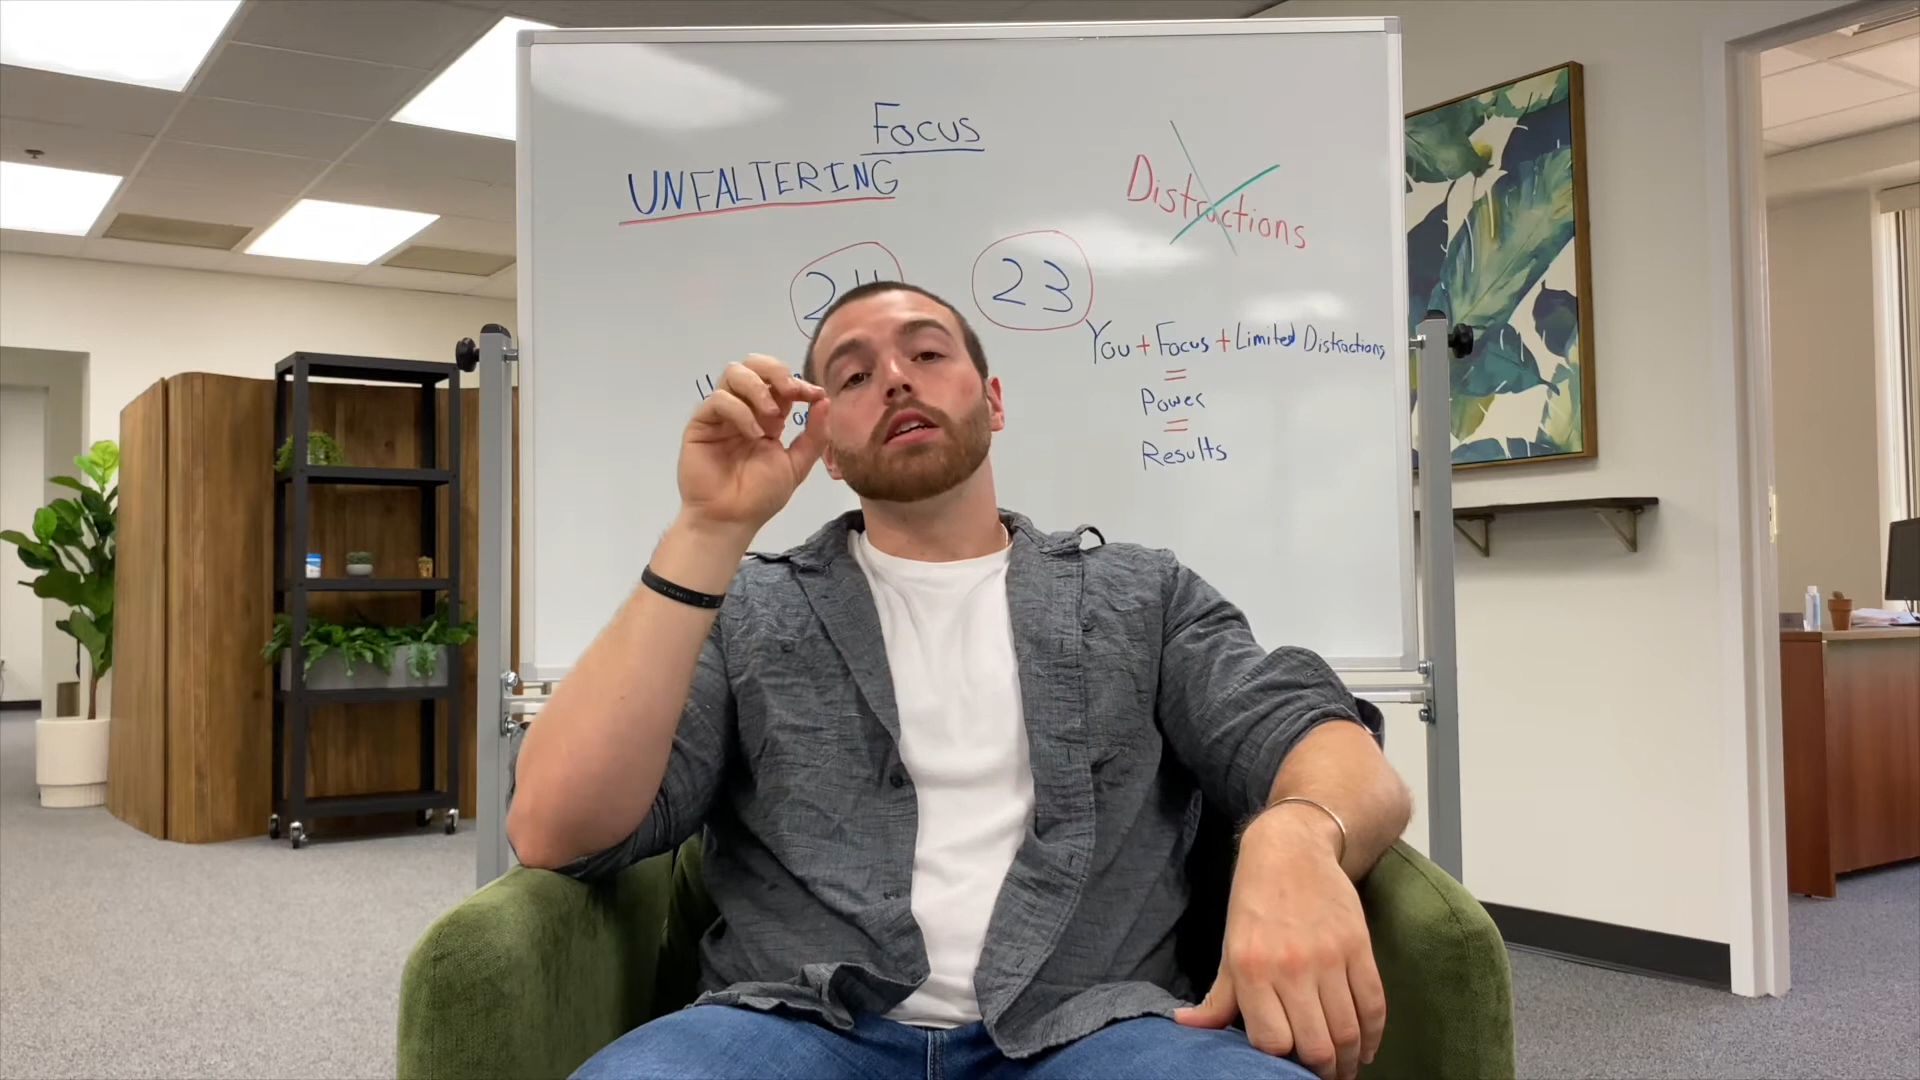 Focus
UNFALTERING
Distractions
23
You + Focus + Limited Distractions
=
Power
=
Results